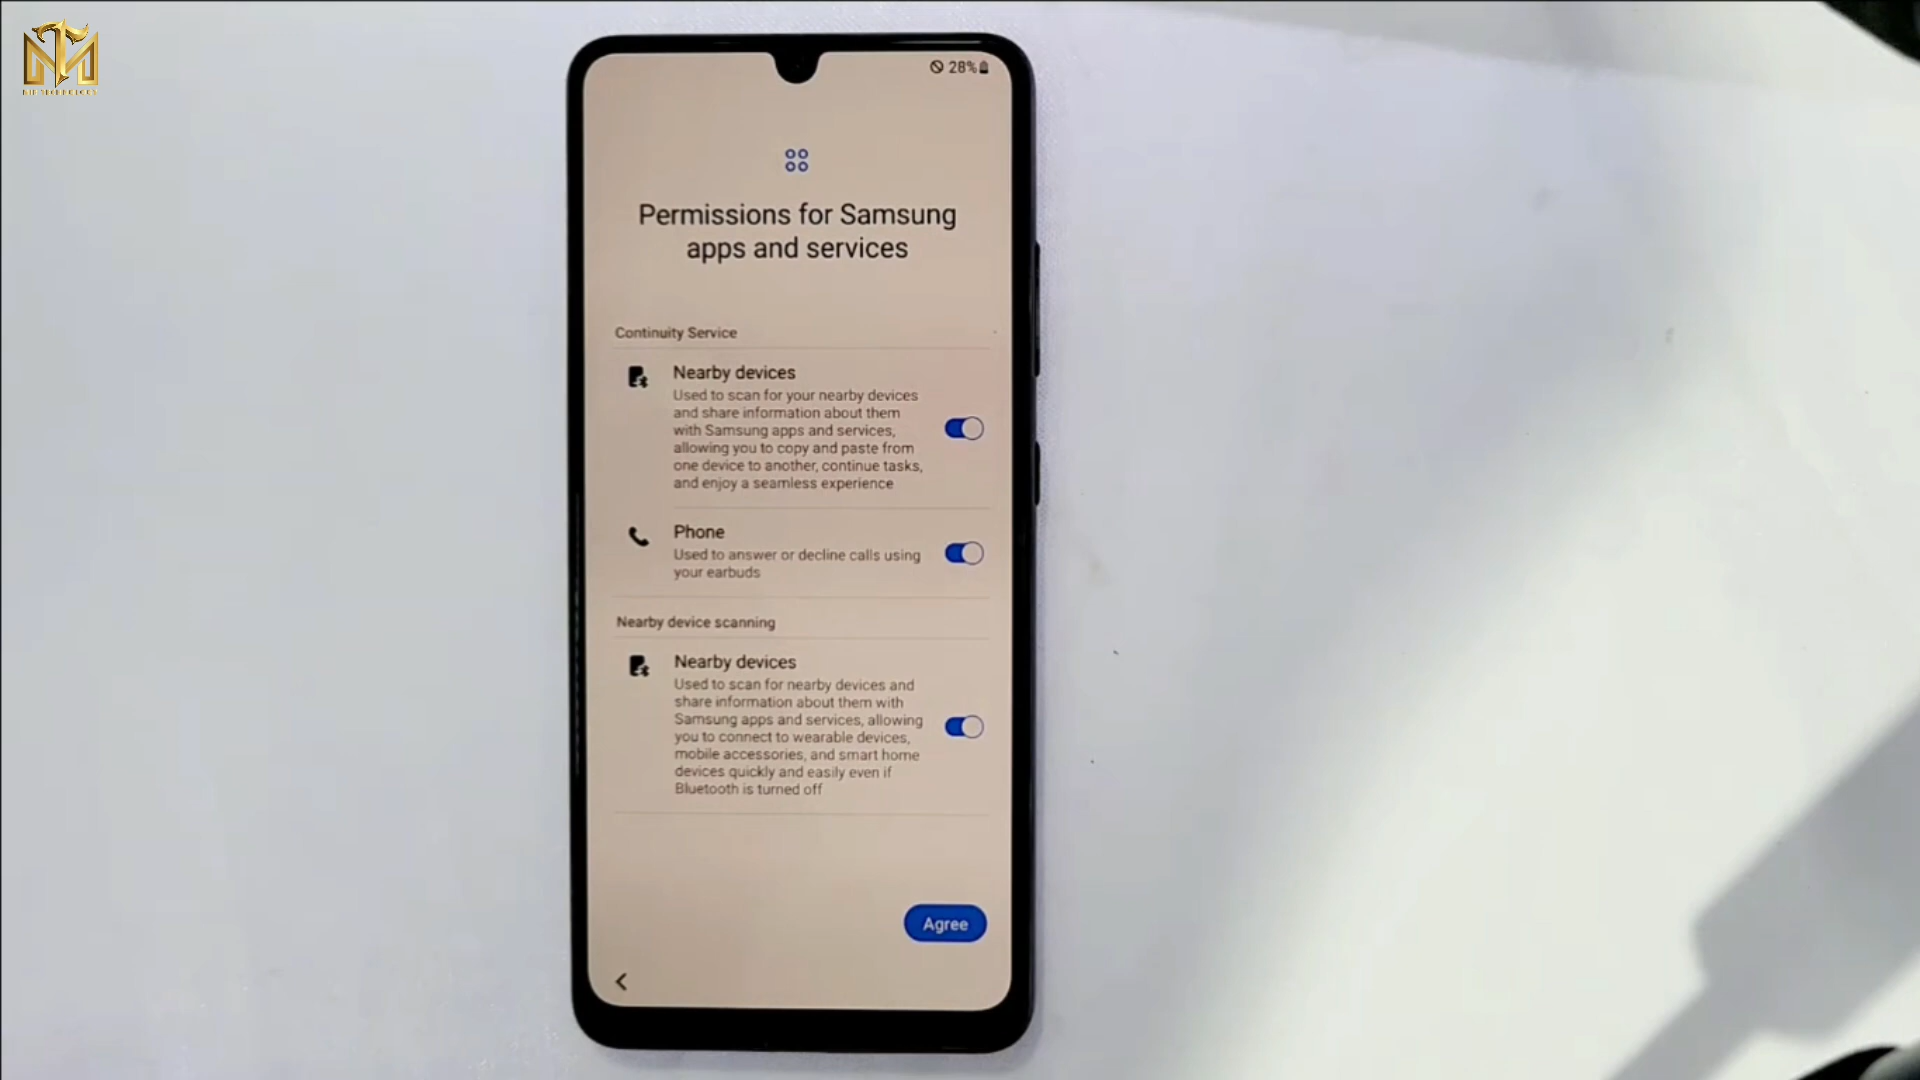 28%
Permissions for Samsung
apps and services
Continuity Service
Nearby devices
Used to scan for your nearby devices
and share information about them
with Samsung apps and services,
allowing you to copy and paste from
one device to another, continue tasks,
and enjoy a seamless experience
Phone
Used to answer or decline calls using
your earbuds
Nearby device scanning
Nearby devices
Used to scan for nearby devices and
share information about them with
Samsung apps and services, allowing
you to connect to wearable devices,
mobile accessories, and smart home
devices quickly and easily even if
Bluetooth is turned off
Agree